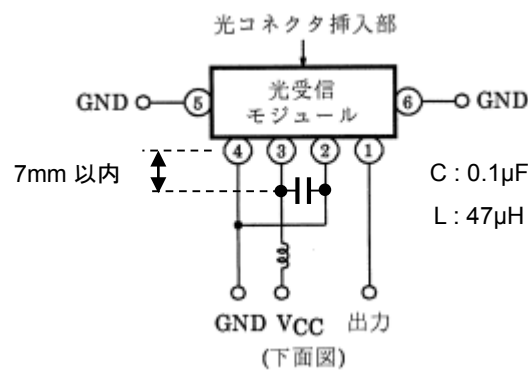 光コネクタ挿入部
GND ⑤ 光受信 ⑥ GND
モジュール
④ ③ ② ①
7mm 以内
C : 0.1μF
L : 47μH
GND VCC 出力
(下面図)